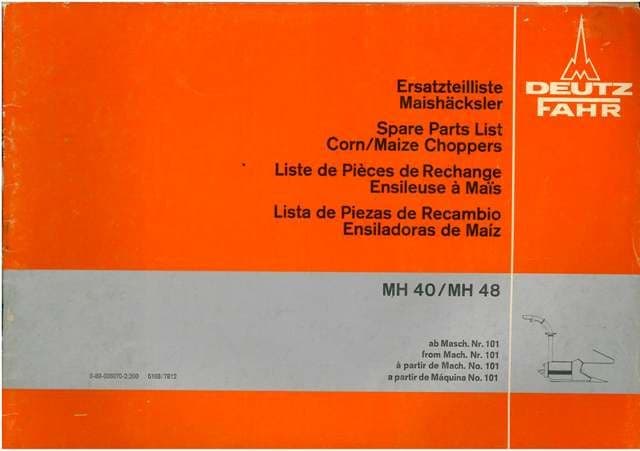 Ersatzteilliste
Maishäcksler
Spare Parts List
Corn/Maize Choppers
Liste de Pièces de Rechange
Ensileuse à Maïs
Lista de Piezas de Recambio
Ensiladoras de Maíz
DEUTZ
FAHR
MH 40/MH 48
ab Masch. Nr. 101
from Mach. Nr. 101
à partir de Mach. No. 101
a partir de Máquina No. 101